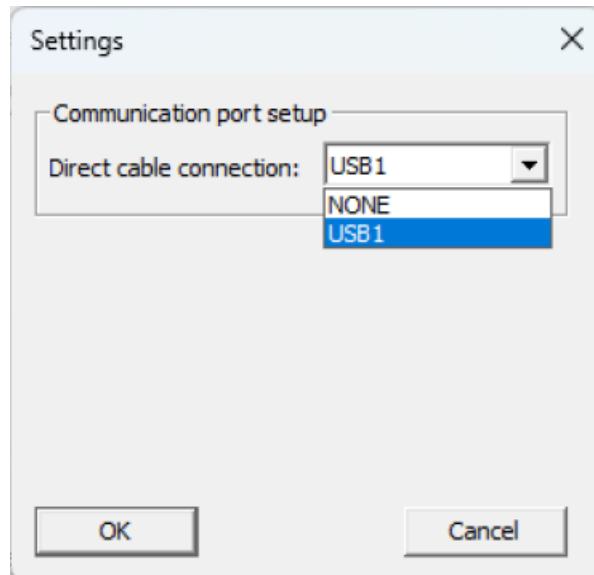 Settings
Communication port setup
Direct cable connection: USB1
NONE
USB1
OK Cancel